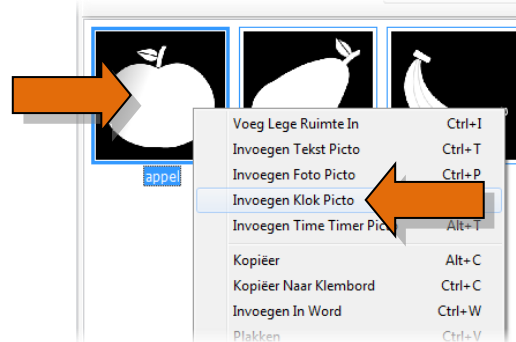 appel
Voeg Lege Ruimte In Ctrl+I
Invoegen Tekst Picto Ctrl+T
Invoegen Foto Picto Ctrl+P
Invoegen Klok Picto
Invoegen Time Timer Picto Alt+T
Kopiëer Alt+C
Kopiëer Naar Klembord Ctrl+C
Invoegen In Word Ctrl+W
Plakken Ctrl+V